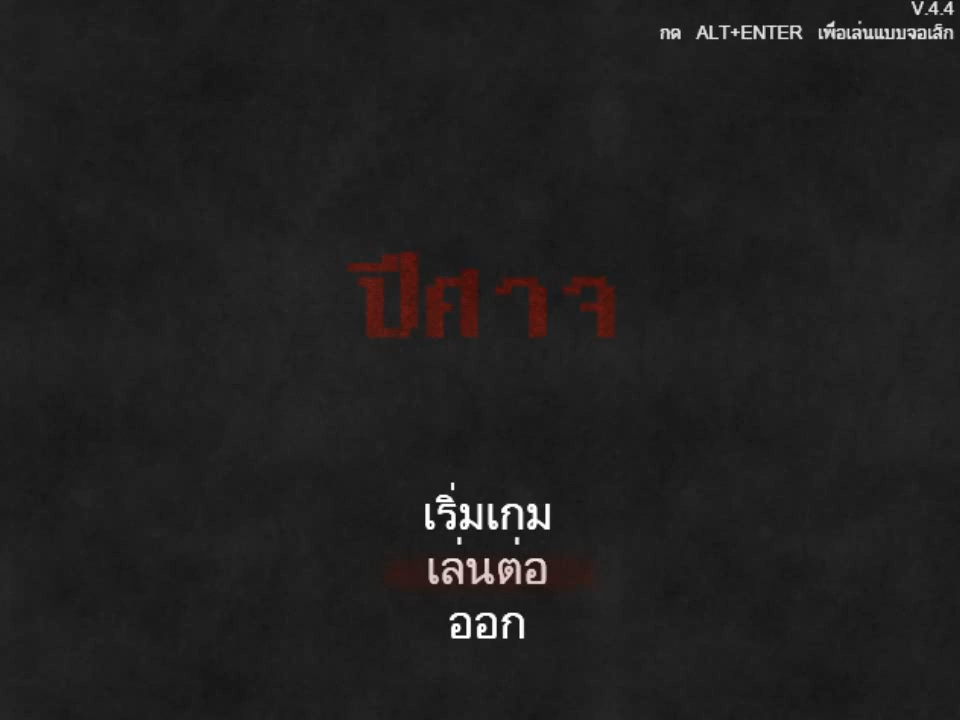 V.4.4
กด ALT+ENTER เพื่อเล่นแบบจอเล็ก
ปีศาจ
เริ่มเกม
เล่นต่อ
ออก